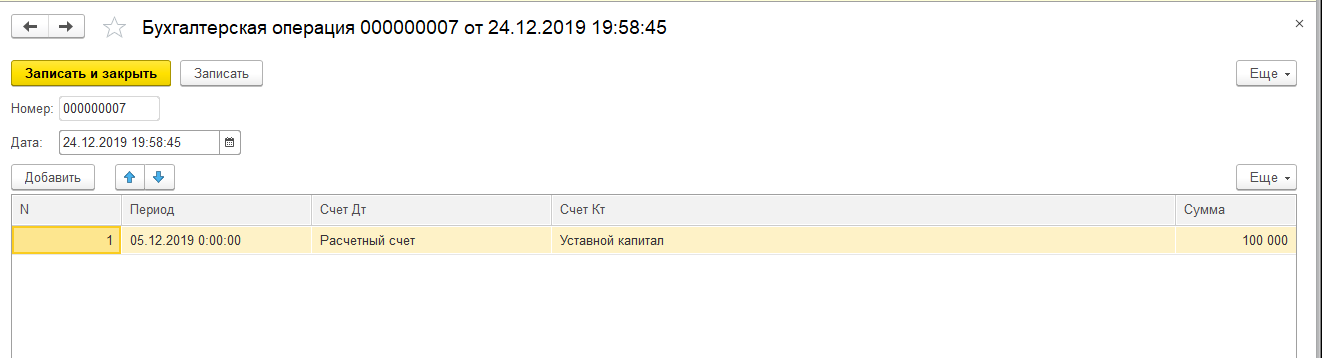 Бухгалтерская операция 000000007 от 24.12.2019 19:58:45
Записать и закрыть Записать Еще
Номер: 000000007
Дата: 24.12.2019 19:58:45
Добавить Еще
N Период Счет Дт Счет Кт Сумма
1 05.12.2019 0:00:00 Расчетный счет Уставной капитал 100 000